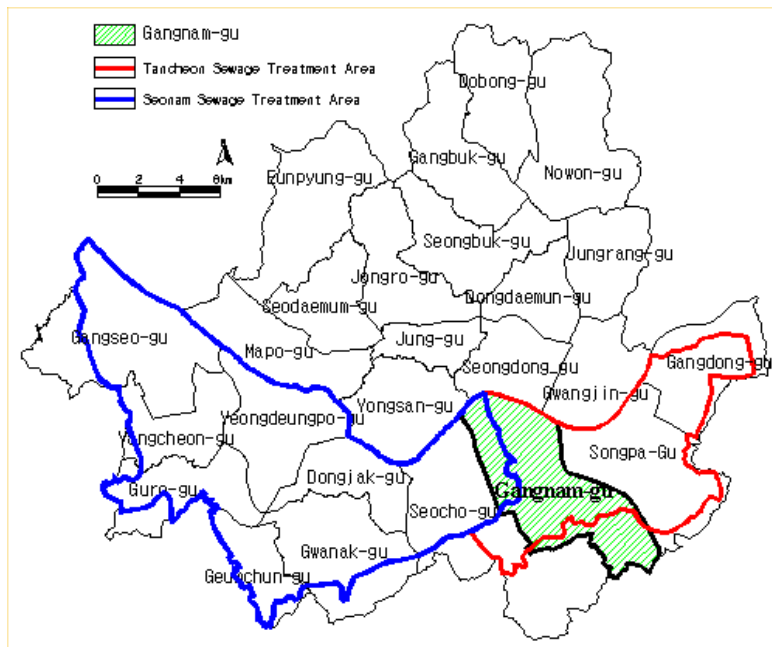 Gangnam-gu
Tancheon Sewage Treatment Area
Seonam Sewage Treatment Area
Dobong-gu
Gangbuk-gu
Nowon-gu
Eunpyung-gu
0 2 4 6km
Seongbuk-gu
Jungrang-gu
Jongro-gu
Dongdaemun-gu
Seodaemum-gu
Gangseo-gu
Mapo-gu
Jung-gu
Seongdong-gu
Gangdong-gu
Gwangjin-gu
Yongsan-gu
Yeongdeungpo-gu
Yangcheon-gu
Songpa-Gu
Dongjak-gu
Guro-gu
Gangnam-gu
Seocho-gu
Gwanak-gu
Geumchun-gu